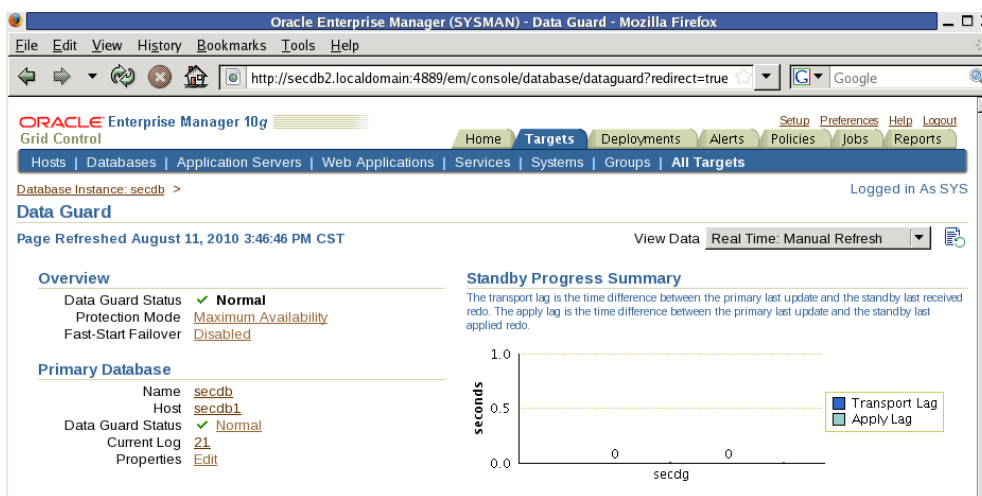 Oracle Enterprise Manager (SYSMAN) - Data Guard - Mozilla Firefox
File Edit View History Bookmarks Tools Help
http://secdb2.localdomain:4889/em/console/database/dataguard?redirect=true
G Google
ORACLE Enterprise Manager 10g
Grid Control
Setup Preferences Help Logout
Home Targets Deployments Alerts Policies Jobs Reports
Hosts | Databases | Application Servers | Web Applications | Services | Systems | Groups | All Targets
Database Instance: secdb >
Logged in As SYS
Data Guard
Page Refreshed August 11, 2010 3:46:46 PM CST
View Data Real Time: Manual Refresh
Overview
Data Guard Status Normal
Protection Mode Maximum Availability
Fast-Start Failover Disabled
Primary Database
Name secdb
Host secdb1
Data Guard Status Normal
Current Log 21
Properties Edit
Standby Progress Summary
The transport lag is the time difference between the primary last update and the standby last received
redo. The apply lag is the time difference between the primary last update and the standby last
applied redo.
1.0
seconds
0.5
0.0
0 0
secdg
Transport Lag
Apply Lag